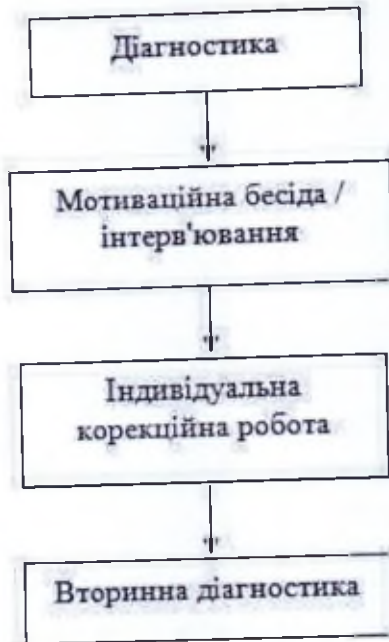 Діагностика
Мотиваційна бесіда /
інтерв'ювання
Індивідуальна
корекційна робота
Вторинна діагностика